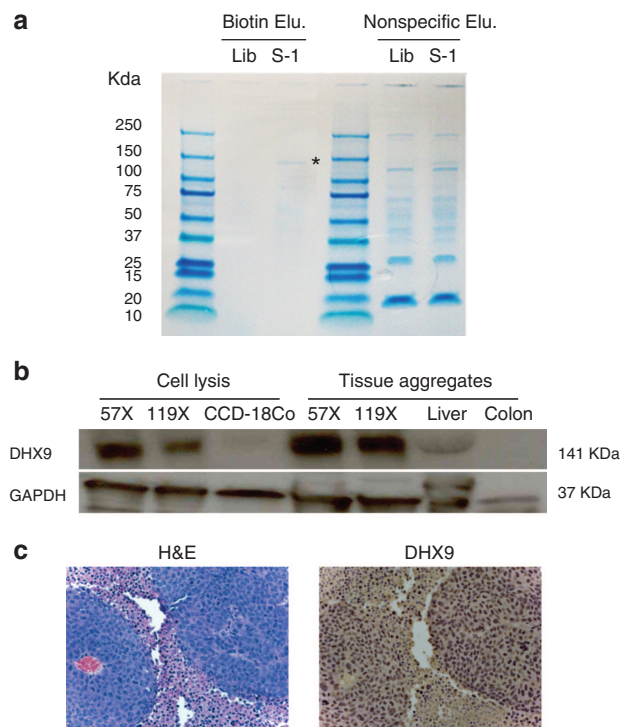 a
Biotin Elu.
Nonspecific Elu.
Lib S-1
Lib S-1
Kda
250
150
100
75
50
37
25
15
20
10
*
b
Cell lysis
Tissue aggregates
57X 119X CCD-18Co 57X 119X Liver Colon
DHX9
141 KDa
GAPDH
37 KDa
c
H&E
DHX9